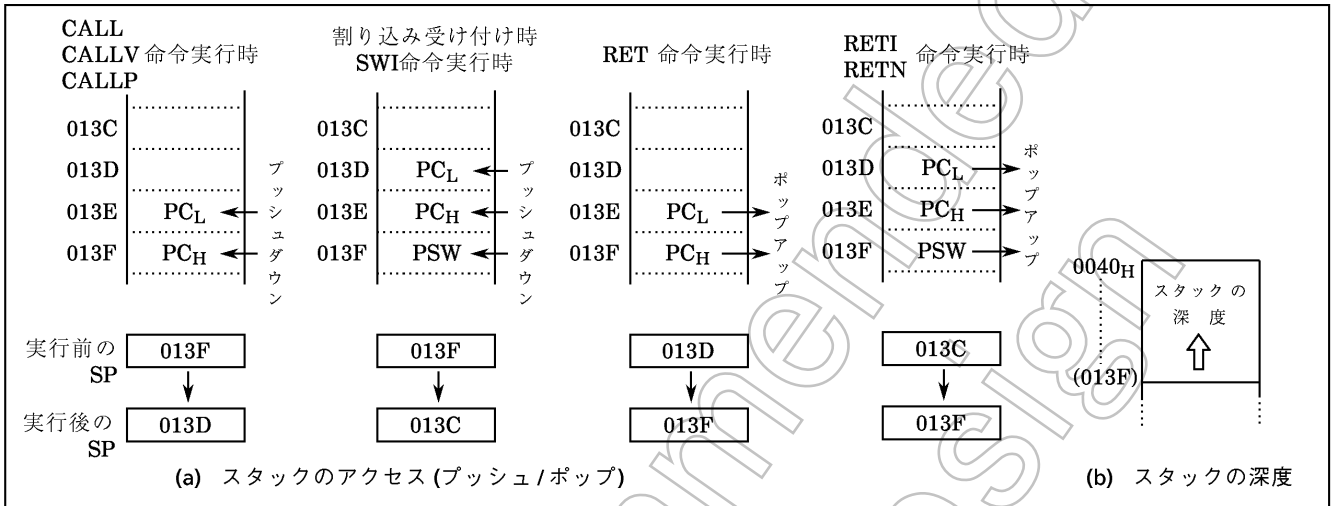 CALL
CALLV 命令実行時
CALLP
割り込み受け付け時
SWI命令実行時
RET 命令実行時
RETI
RETN 命令実行時
013C
013D
013E PCL
013F PCH
プッシュダウン
013C
013D PCL
013E PCH
013F PSW
プッシュダウン
013C
013D
013E PCL
013F PCH
ポップアップ
013C
013D PCL
013E PCH
013F PSW
ポップアップ
実行前の
SP
013F
013F
013D
013C
実行後の
SP
013D
013C
013F
013F
(a) スタックのアクセス (プッシュ / ポップ)
0040H
(013F)
スタックの
深 度
(b) スタックの深度